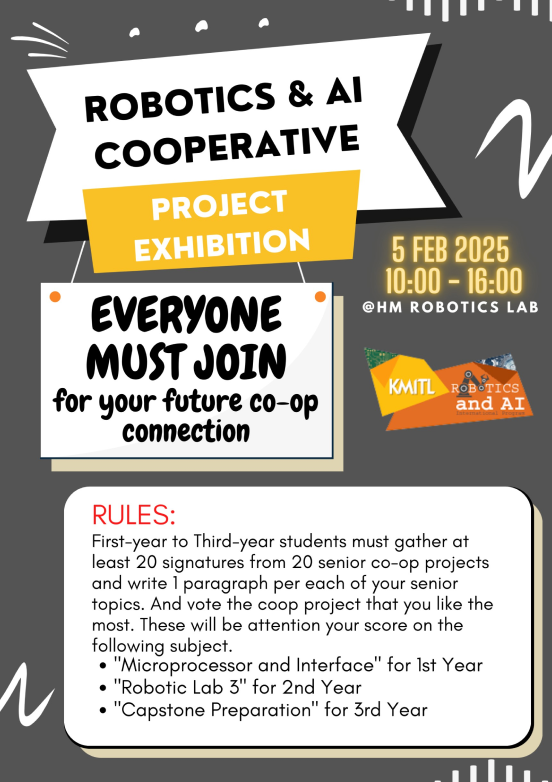 ROBOTICS & AI
COOPERATIVE
PROJECT
EXHIBITION
5 FEB 2025
10:00 - 16:00
@HM ROBOTICS LAB
EVERYONE
MUST JOIN
for your future co-op
connection
KMITL
ROBOTICS
and AI
International Program
RULES:
First-year to Third-year students must gather at
least 20 signatures from 20 senior co-op projects
and write 1 paragraph per each of your senior
topics. And vote the coop project that you like the
most. These will be attention your score on the
following subject.
• "Microprocessor and Interface" for 1st Year
• "Robotic Lab 3" for 2nd Year
• "Capstone Preparation" for 3rd Year